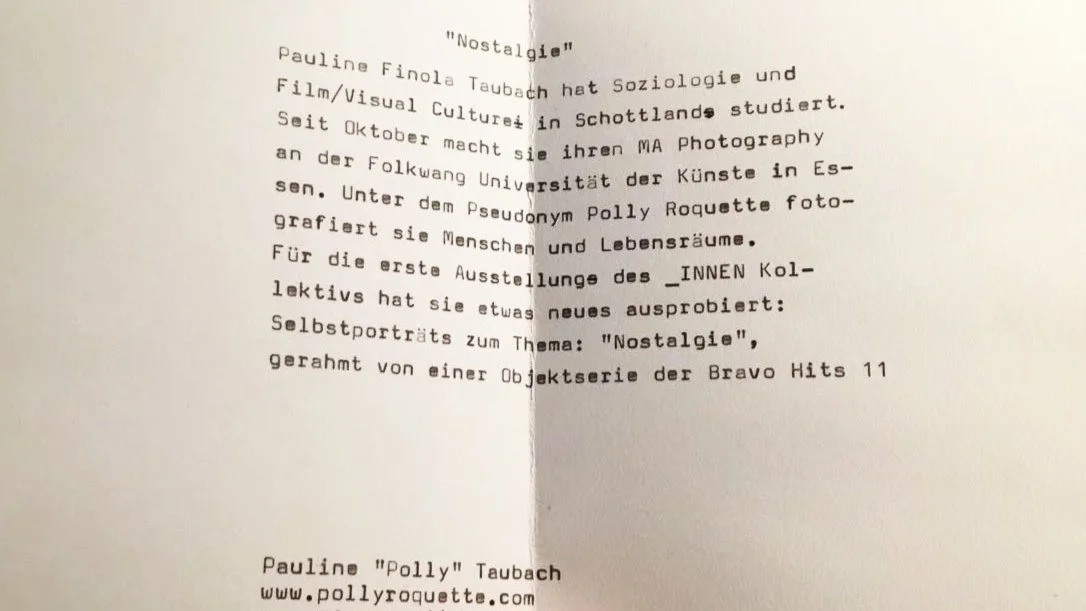 "Nostalgie"
Pauline Finola Taubach hat Soziologie und
Film/Visual Culture in Schottland studiert.
Seit Oktober macht sie ihren MA Photography
an der Folkwang Universität der Künste in Es-
sen. Unter dem Pseudonym Polly Roquette foto-
grafiert sie Menschen und Lebensräume.
Für die erste Ausstellungs des _INNEN Kol-
lektivs hat sie etwas neues ausprobiert:
Selbstporträts zum Thema: "Nostalgie",
gerahmt von einer Objektserie der Bravo Hits 11
Pauline "Polly" Taubach
www.pollyroquette.com